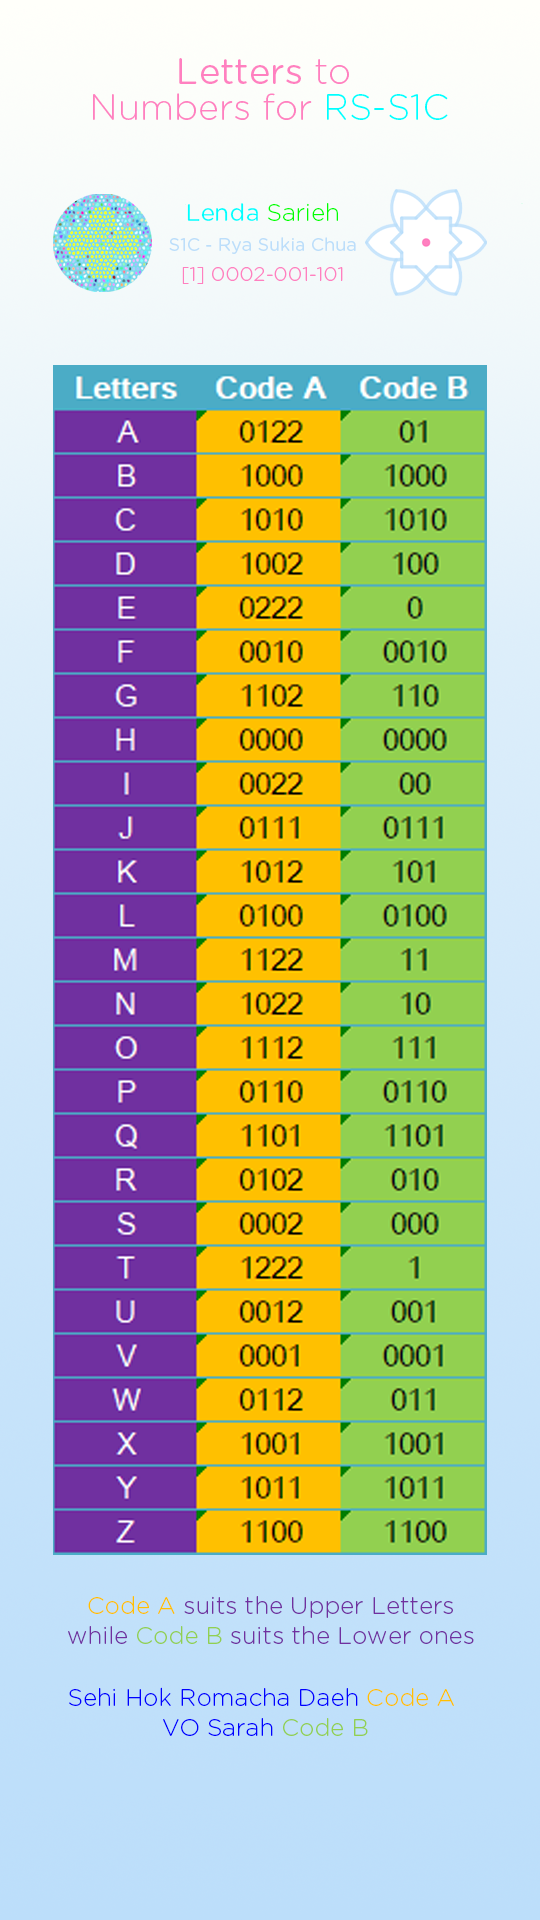 Letters to
Numbers for RS-S1C
Lenda Sarieh
S1C - Rya Sukia Chua
[1] 0002-001-101
Letters Code A Code B
A 0122 01
B 1000 1000
C 1010 1010
D 1002 100
E 0222 0
F 0010 0010
G 1102 110
H 0000 0000
I 0022 00
J 0111 0111
K 1012 101
L 0100 0100
M 1122 11
N 1022 10
O 1112 111
P 0110 0110
Q 1101 1101
R 0102 010
S 0002 000
T 1222 1
U 0012 001
V 0001 0001
W 0112 011
X 1001 1001
Y 1011 1011
Z 1100 1100
Code A suits the Upper Letters
while Code B suits the Lower ones
Sehi Hok Romacha Daeh Code A
VO Sarah Code B